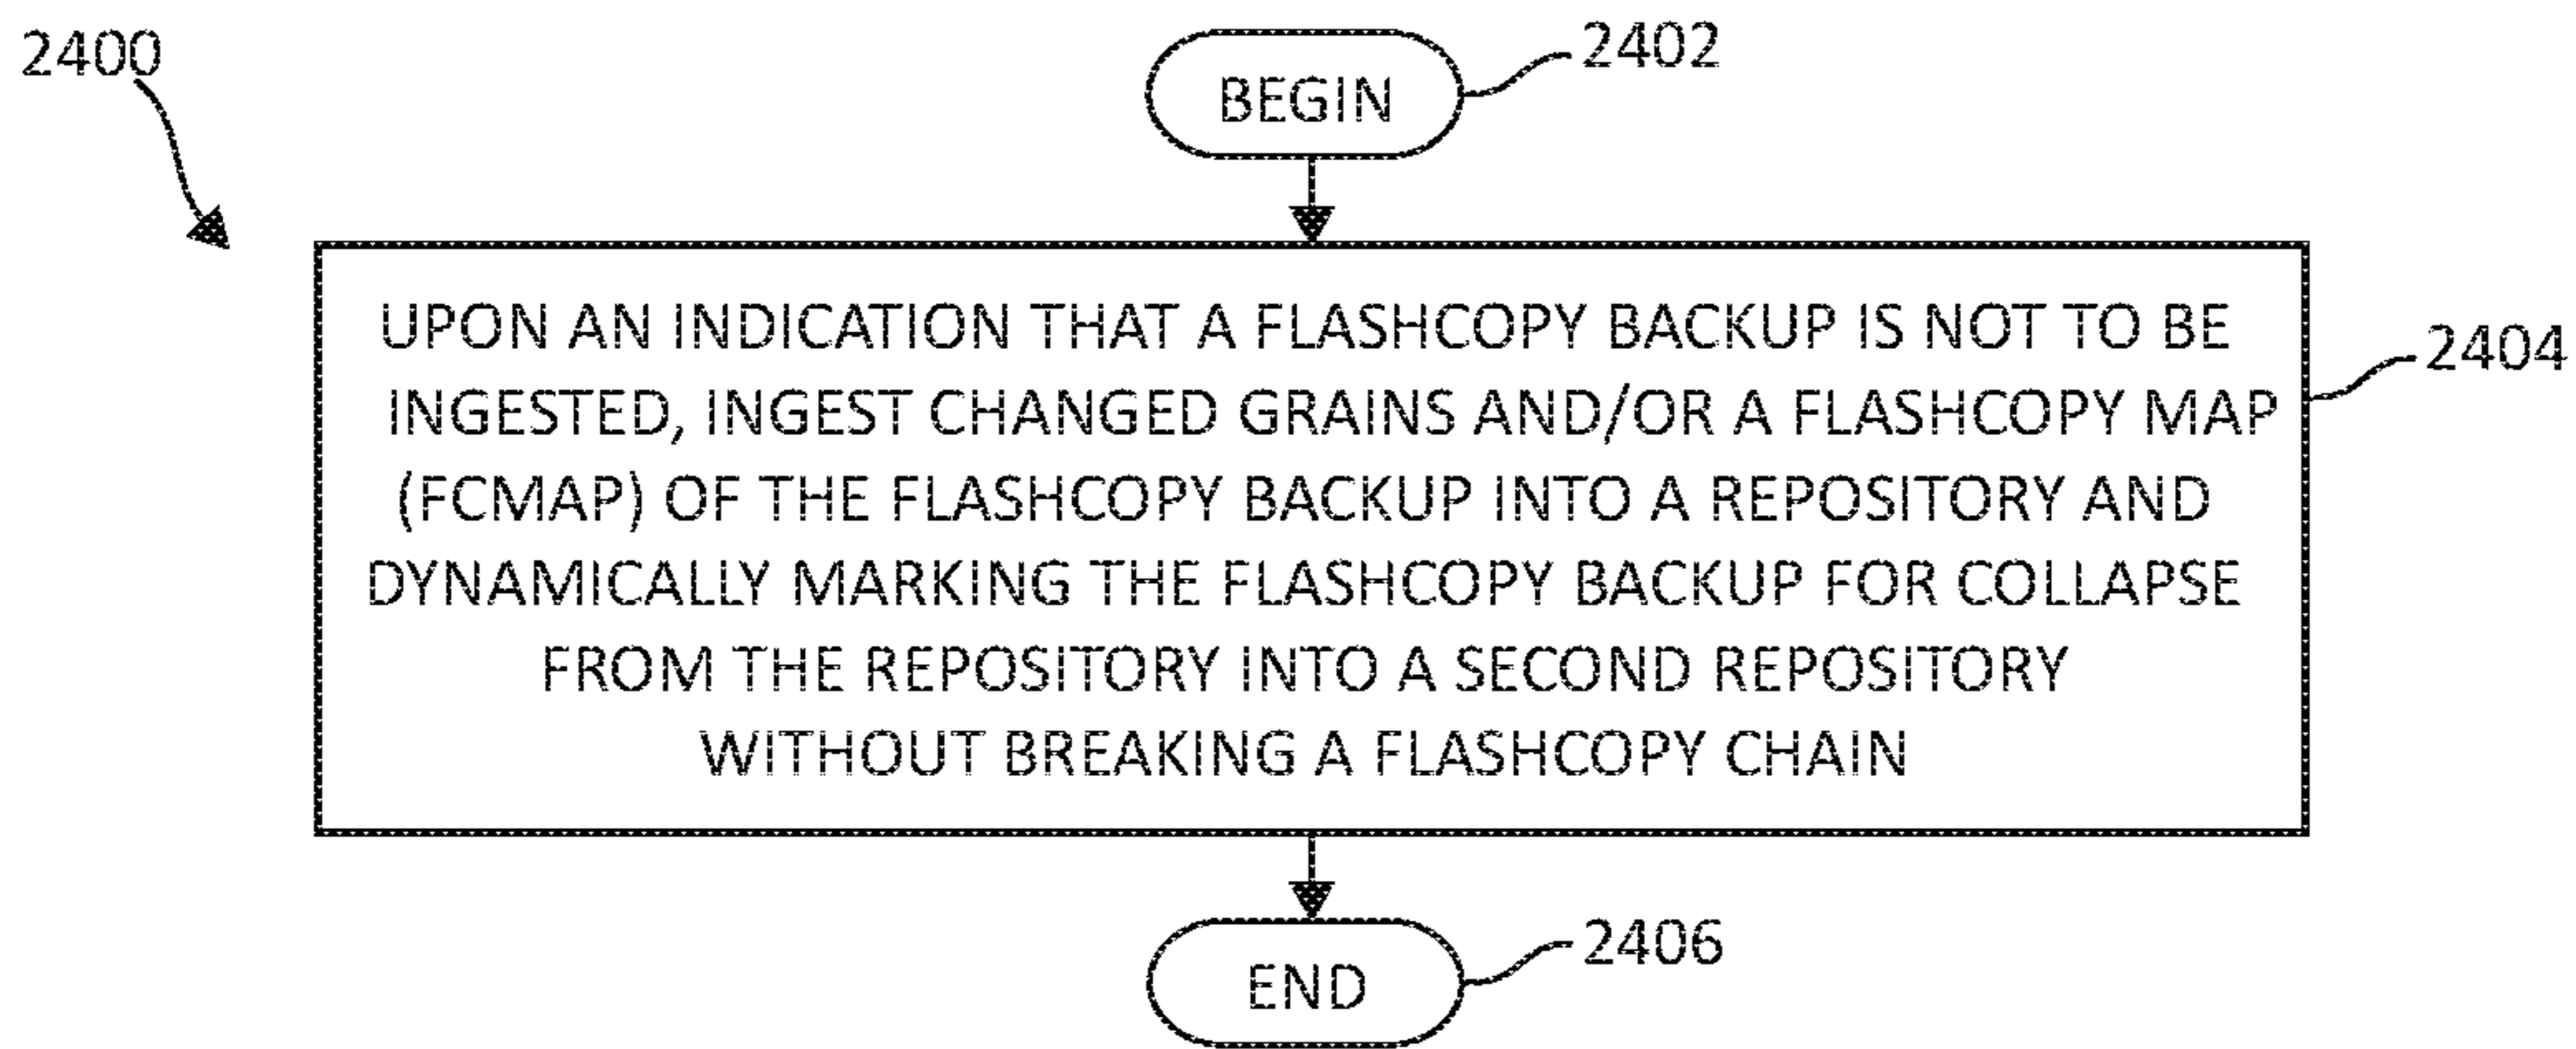 2400
BEGIN
2402
UPON AN INDICATION THAT A FLASHCOPY BACKUP IS NOT TO BE
INGESTED, INGEST CHANGED GRAINS AND/OR A FLASHCOPY MAP
(FCMAP) OF THE FLASHCOPY BACKUP INTO A REPOSITORY AND
DYNAMICALLY MARKING THE FLASHCOPY BACKUP FOR COLLAPSE
FROM THE REPOSITORY INTO A SECOND REPOSITORY
WITHOUT BREAKING A FLASHCOPY CHAIN
2404
END
2406